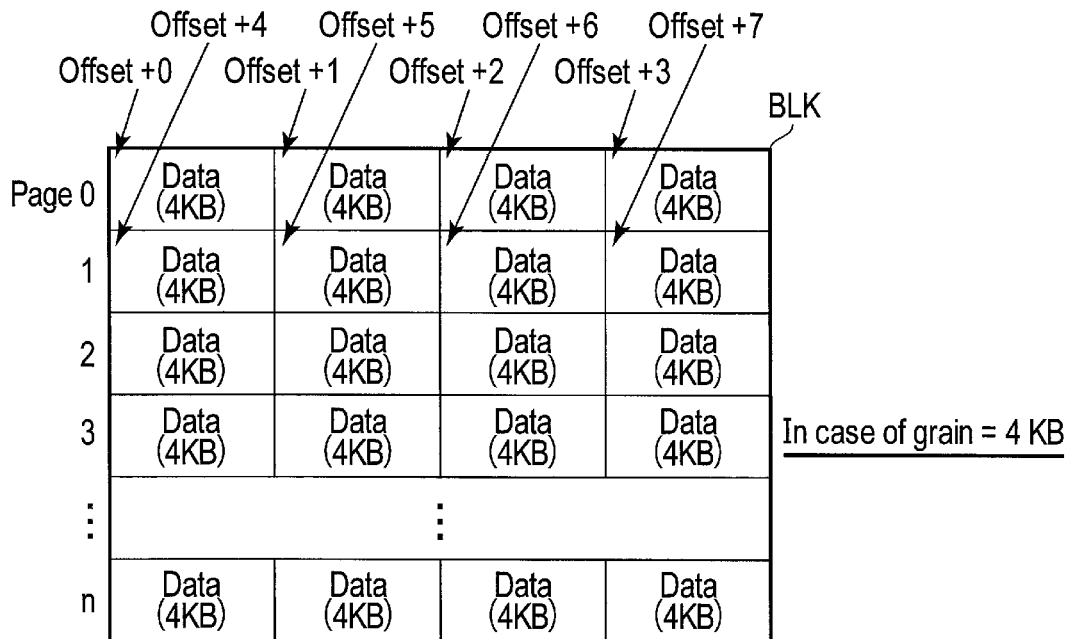 Offset +4 Offset +5 Offset +6 Offset +7
Offset +0 Offset +1 Offset +2 Offset +3
BLK
Page 0 Data (4KB) Data (4KB) Data (4KB) Data (4KB)
1 Data (4KB) Data (4KB) Data (4KB) Data (4KB)
2 Data (4KB) Data (4KB) Data (4KB) Data (4KB)
3 Data (4KB) Data (4KB) Data (4KB) Data (4KB)
In case of grain = 4 KB
⋮ ⋮
n Data (4KB) Data (4KB) Data (4KB) Data (4KB)